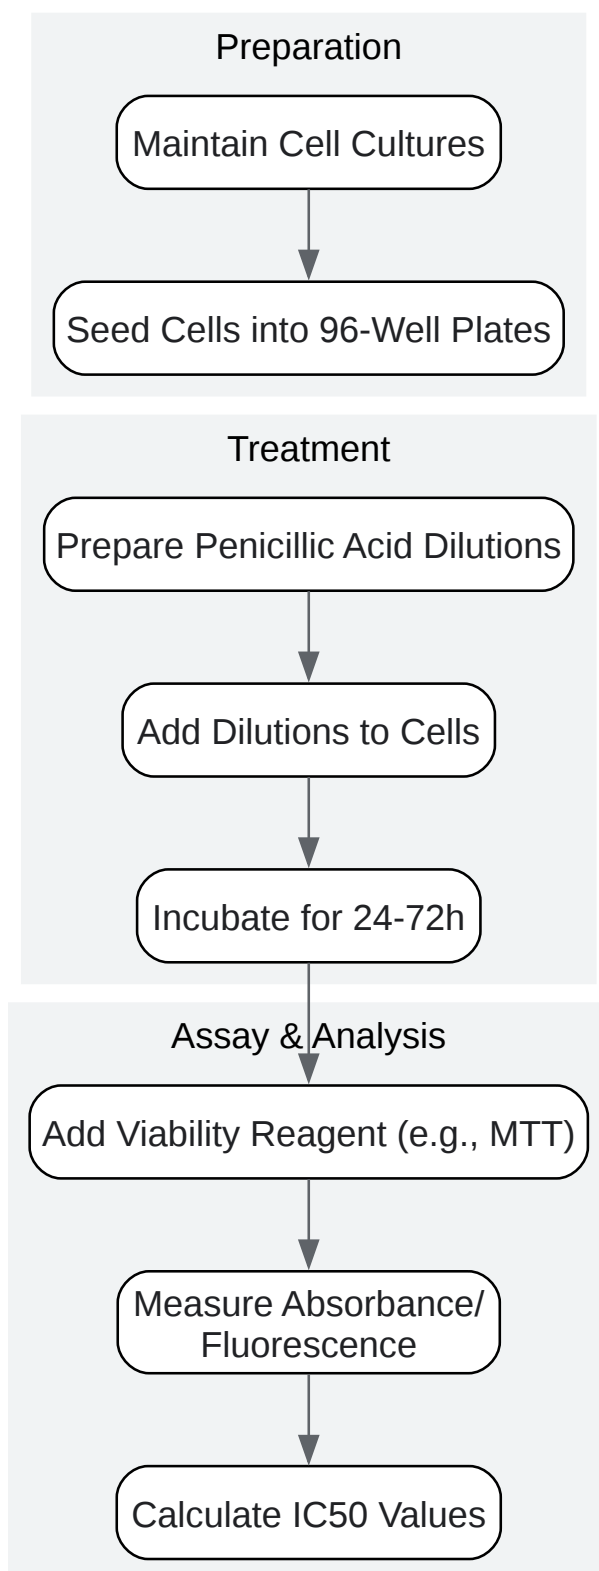 Preparation
Maintain Cell Cultures
Seed Cells into 96-Well Plates
Treatment
Prepare Penicillic Acid Dilutions
Add Dilutions to Cells
Incubate for 24-72h
Assay & Analysis
Add Viability Reagent (e.g., MTT)
Measure Absorbance/
Fluorescence
Calculate IC50 Values